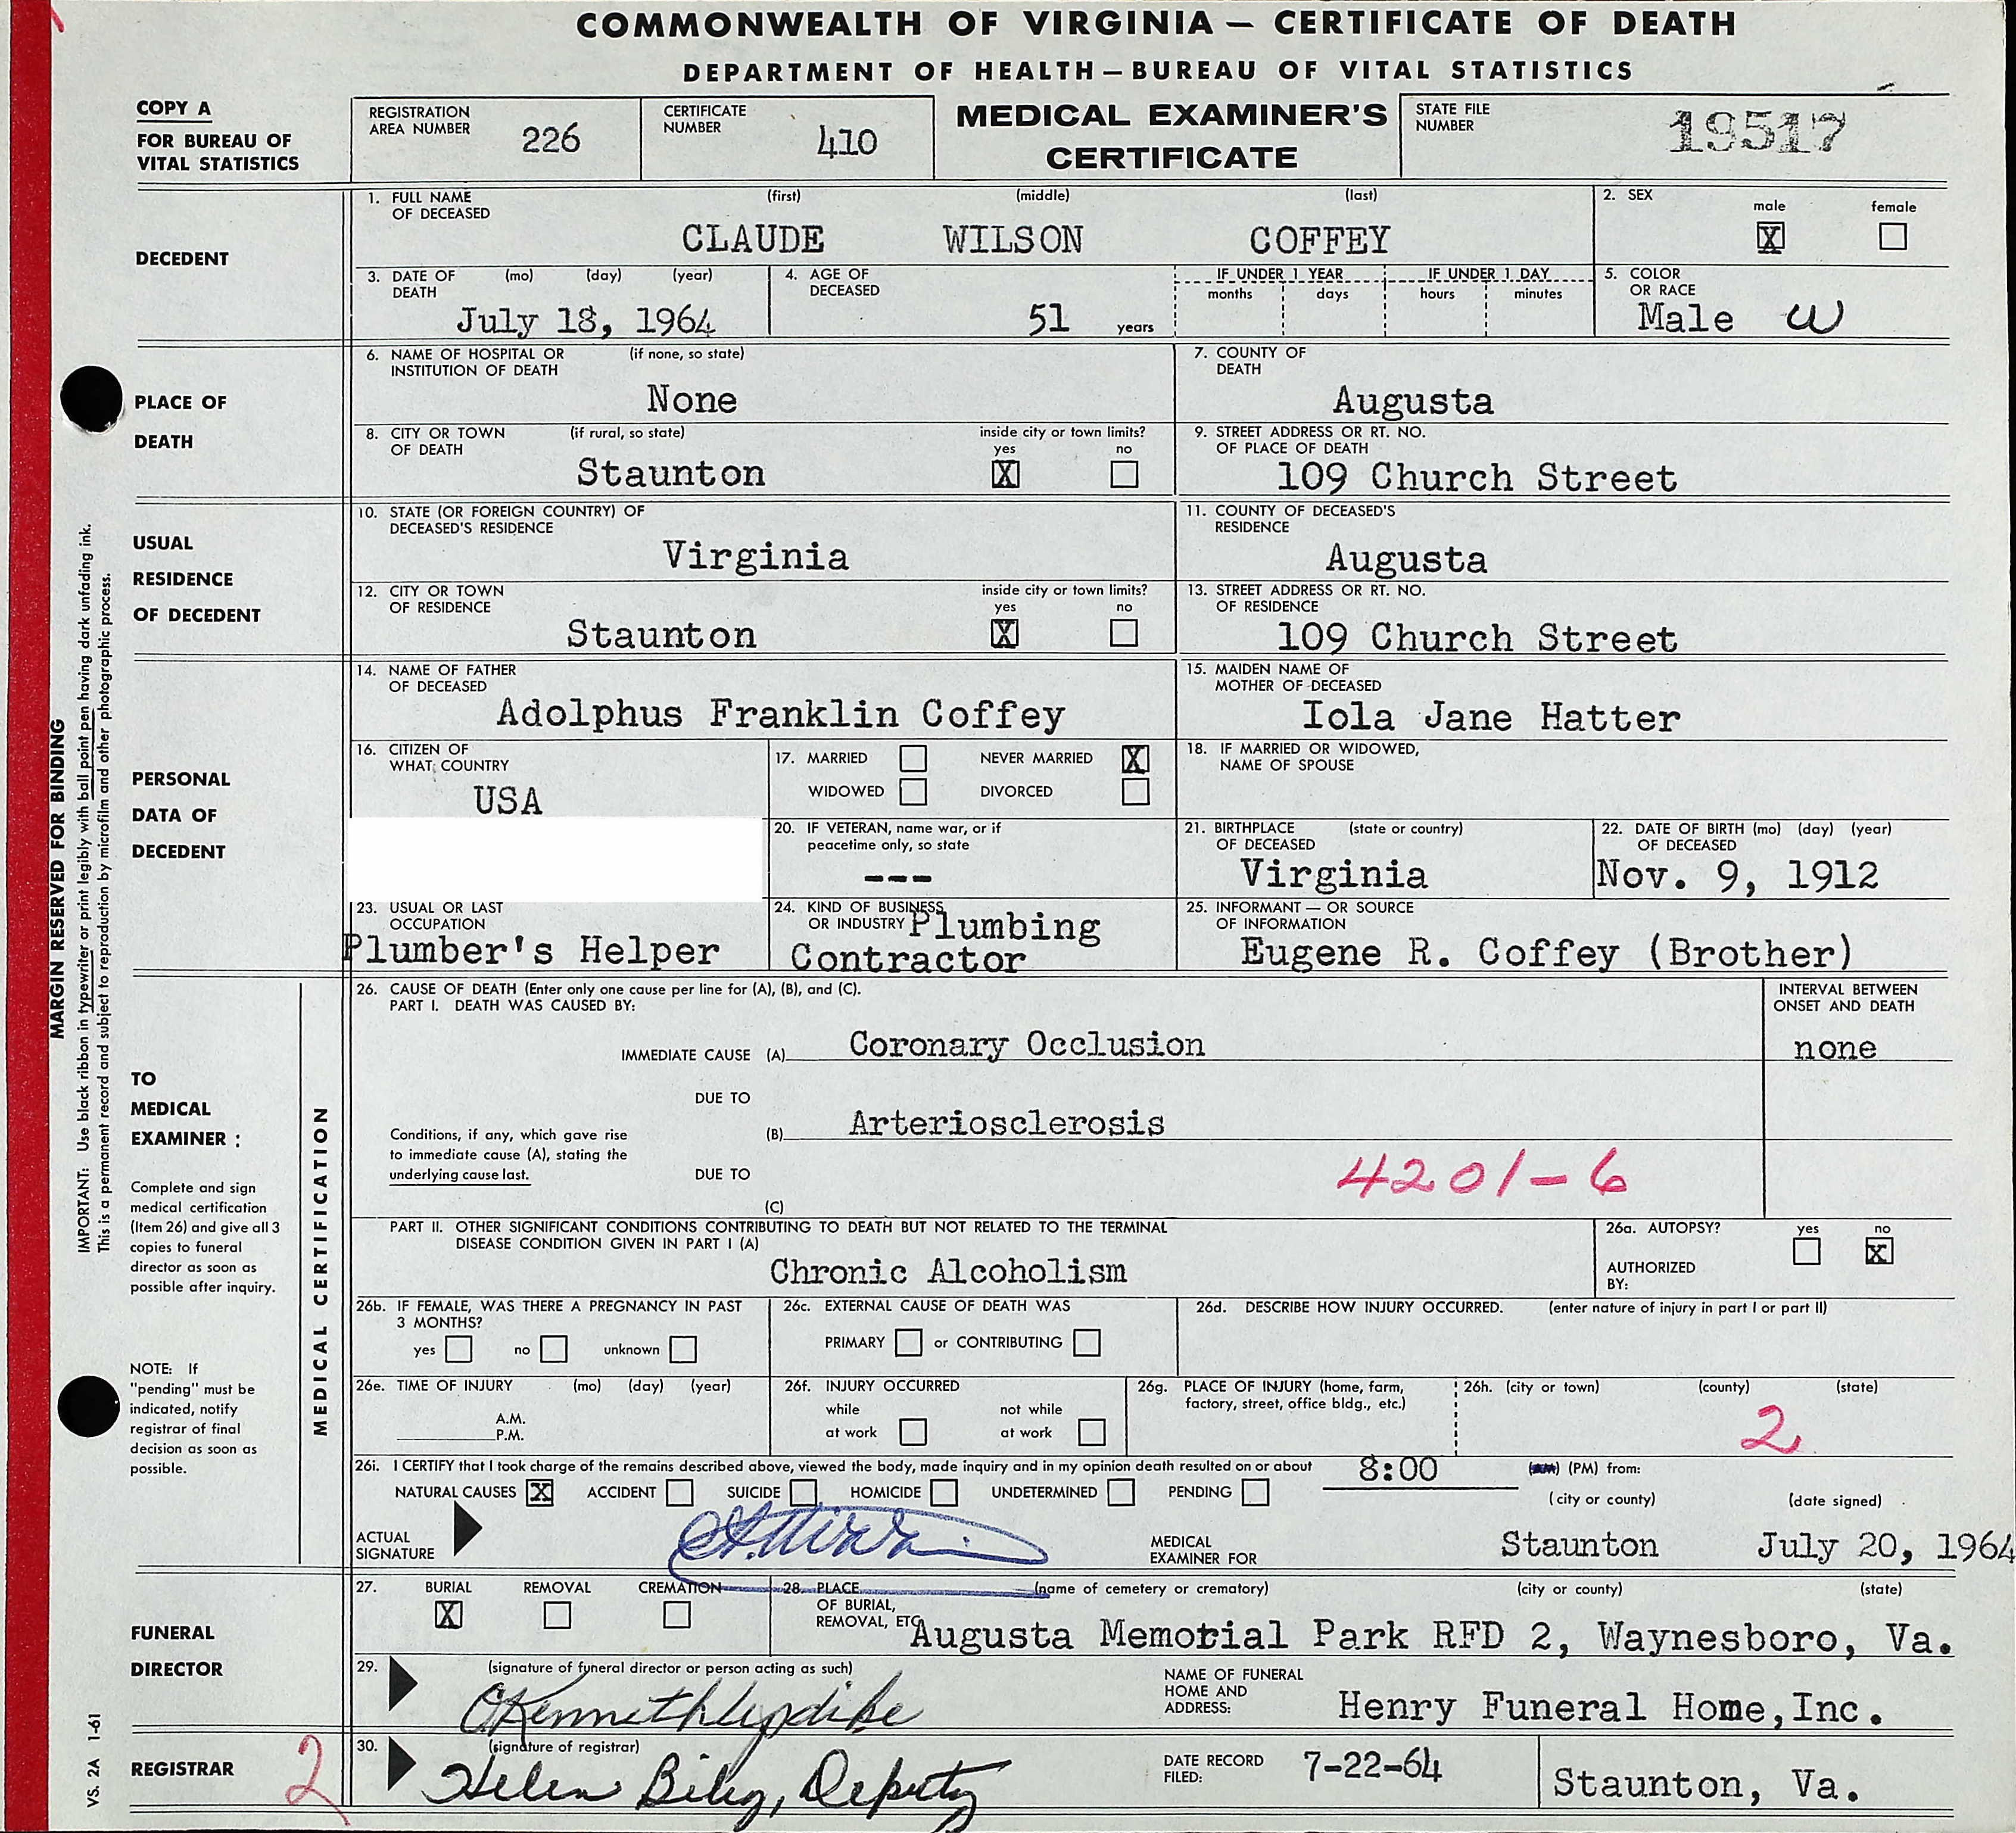 COMMONWEALTH OF VIRGINIA — CERTIFICATE OF DEATH
DEPARTMENT OF HEALTH — BUREAU OF VITAL STATISTICS
COPY A
FOR BUREAU OF
VITAL STATISTICS
REGISTRATION
AREA NUMBER 226
CERTIFICATE
NUMBER 410
MEDICAL EXAMINER'S
CERTIFICATE
STATE FILE
NUMBER 19517
DECEDENT
1. FULL NAME (first) (middle) (last)
OF DECEASED
CLAUDE WILSON COFFEY
2. SEX
male female
X
3. DATE OF (mo) (day) (year)
DEATH
July 18, 1964
4. AGE OF
DECEASED
51 years
IF UNDER 1 YEAR IF UNDER 1 DAY
months days hours minutes
5. COLOR
OR RACE
Male W
PLACE OF
DEATH
6. NAME OF HOSPITAL OR (if none, so state)
INSTITUTION OF DEATH
None
7. COUNTY OF
DEATH
Augusta
8. CITY OR TOWN (if rural, so state) inside city or town limits?
OF DEATH yes no
Staunton X
9. STREET ADDRESS OR RT. NO.
OF PLACE OF DEATH
109 Church Street
USUAL
RESIDENCE
OF DECEDENT
10. STATE (OR FOREIGN COUNTRY) OF
DECEASED'S RESIDENCE
Virginia
11. COUNTY OF DECEASED'S
RESIDENCE
Augusta
12. CITY OR TOWN inside city or town limits?
OF RESIDENCE yes no
Staunton X
13. STREET ADDRESS OR RT. NO.
OF RESIDENCE
109 Church Street
PERSONAL
DATA OF
DECEDENT
14. NAME OF FATHER
OF DECEASED
Adolphus Franklin Coffey
15. MAIDEN NAME OF
MOTHER OF DECEASED
Iola Jane Hatter
16. CITIZEN OF
WHAT COUNTRY
USA
17. MARRIED NEVER MARRIED X
WIDOWED DIVORCED
18. IF MARRIED OR WIDOWED,
NAME OF SPOUSE
20. IF VETERAN, name war, or if
peacetime only, so state
---
21. BIRTHPLACE (state or country)
OF DECEASED
Virginia
22. DATE OF BIRTH (mo) (day) (year)
OF DECEASED
Nov. 9, 1912
23. USUAL OR LAST
OCCUPATION
Plumber's Helper
24. KIND OF BUSINESS
OR INDUSTRY Plumbing
Contractor
25. INFORMANT — OR SOURCE
OF INFORMATION
Eugene R. Coffey (Brother)
MARGIN RESERVED FOR BINDING
IMPORTANT: Use black ribbon in typewriter or print legibly with ball point pen having dark unfading ink.
This is a permanent record and subject to reproduction by microfilm and other photographic process.
TO
MEDICAL
EXAMINER :
Complete and sign
medical certification
(Item 26) and give all 3
copies to funeral
director as soon as
possible after inquiry.
NOTE: If
"pending" must be
indicated, notify
registrar of final
decision as soon as
possible.
MEDICAL CERTIFICATION
26. CAUSE OF DEATH (Enter only one cause per line for (A), (B), and (C).
PART I. DEATH WAS CAUSED BY:
INTERVAL BETWEEN
ONSET AND DEATH
IMMEDIATE CAUSE (A) Coronary Occlusion none
DUE TO
Conditions, if any, which gave rise (B) Arteriosclerosis
to immediate cause (A), stating the
underlying cause last. DUE TO 4201-6
(C)
PART II. OTHER SIGNIFICANT CONDITIONS CONTRIBUTING TO DEATH BUT NOT RELATED TO THE TERMINAL
DISEASE CONDITION GIVEN IN PART I (A)
Chronic Alcoholism
26a. AUTOPSY? yes no
X
AUTHORIZED
BY:
26b. IF FEMALE, WAS THERE A PREGNANCY IN PAST
3 MONTHS?
yes no unknown
26c. EXTERNAL CAUSE OF DEATH WAS
PRIMARY or CONTRIBUTING
26d. DESCRIBE HOW INJURY OCCURRED. (enter nature of injury in part I or part II)
26e. TIME OF INJURY (mo) (day) (year)
A.M.
P.M.
26f. INJURY OCCURRED
while not while
at work at work
26g. PLACE OF INJURY (home, farm,
factory, street, office bldg., etc.)
26h. (city or town) (county) (state)
2
26i. I CERTIFY that I took charge of the remains described above, viewed the body, made inquiry and in my opinion death resulted on or about 8:00 (PM) from:
NATURAL CAUSES X ACCIDENT SUICIDE HOMICIDE UNDETERMINED PENDING
(city or county) (date signed)
ACTUAL
SIGNATURE
MEDICAL
EXAMINER FOR Staunton July 20, 1964
FUNERAL
DIRECTOR
27. BURIAL REMOVAL CREMATION
X
28. PLACE (name of cemetery or crematory) (city or county) (state)
OF BURIAL,
REMOVAL, ETC.
Augusta Memorial Park RFD 2, Waynesboro, Va.
29. (signature of funeral director or person acting as such)
C Kenneth Updike
NAME OF FUNERAL
HOME AND
ADDRESS: Henry Funeral Home,Inc.
REGISTRAR 2
30. (signature of registrar)
Helen Biby, Deputy
DATE RECORD
FILED: 7-22-64
Staunton, Va.
VS. 2A 1-61